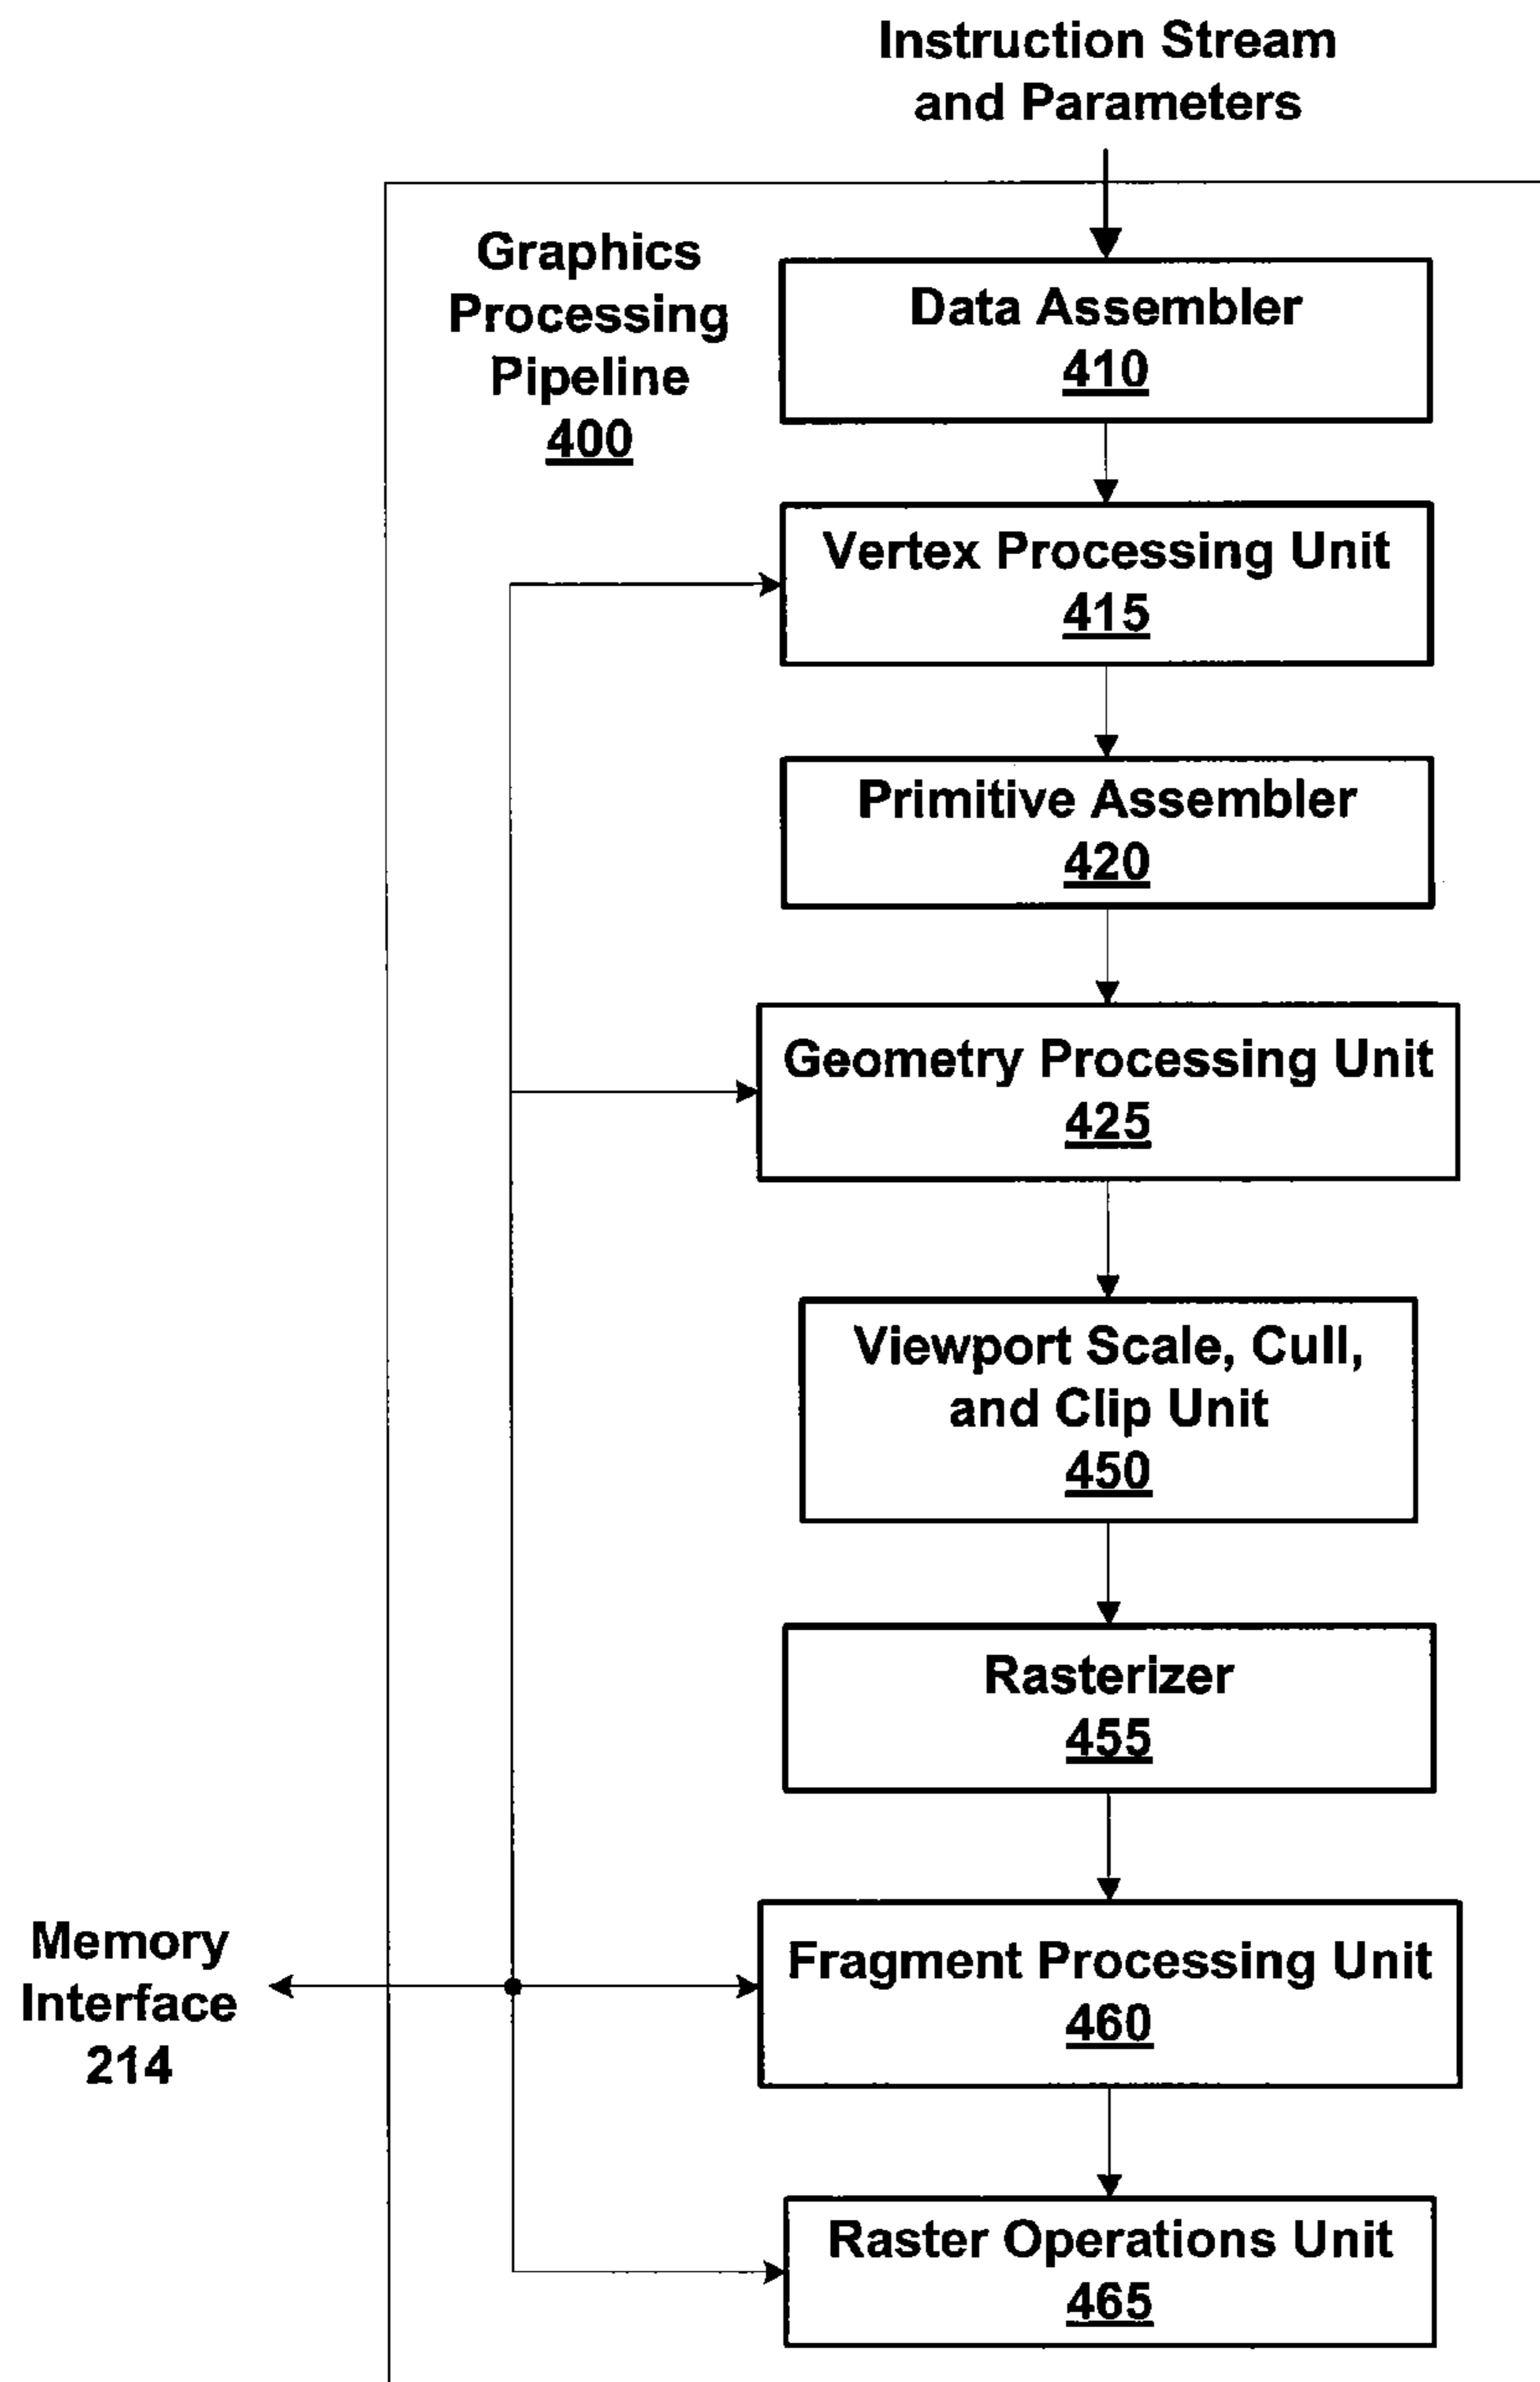 Instruction Stream
and Parameters
Graphics
Processing
Pipeline
400
Data Assembler
410
Vertex Processing Unit
415
Primitive Assembler
420
Geometry Processing Unit
425
Viewport Scale, Cull,
and Clip Unit
450
Rasterizer
455
Memory
Interface
214
Fragment Processing Unit
460
Raster Operations Unit
465